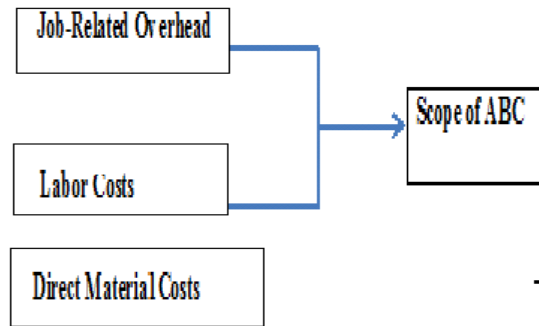 Job-Related Overhead
Scope of ABC
Labor Costs
Direct Material Costs